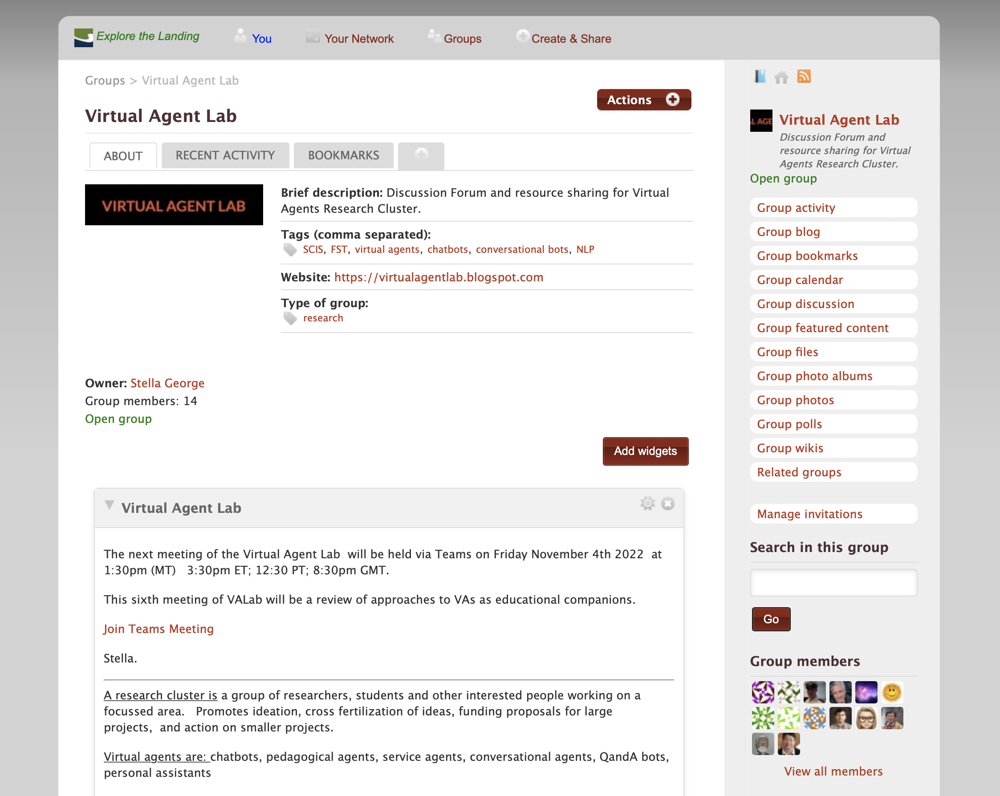 Explore the Landing
You
Your Network
Groups
Create & Share
Groups > Virtual Agent Lab
Actions
Virtual Agent Lab
ABOUT
RECENT ACTIVITY
BOOKMARKS
VIRTUAL AGENT LAB
Brief description: Discussion Forum and resource sharing for Virtual
Agents Research Cluster.
Tags (comma separated):
SCIS, FST, virtual agents, chatbots, conversational bots, NLP
Website: https://virtualagentlab.blogspot.com
Type of group:
research
Owner: Stella George
Group members: 14
Open group
Add widgets
Virtual Agent Lab
The next meeting of the Virtual Agent Lab  will be held via Teams on Friday November 4th 2022  at
1:30pm (MT)   3:30pm ET; 12:30 PT; 8:30pm GMT.
This sixth meeting of VALab will be a review of approaches to VAs as educational companions.
Join Teams Meeting
Stella.
A research cluster is a group of researchers, students and other interested people working on a
focussed area.   Promotes ideation, cross fertilization of ideas, funding proposals for large
projects,  and action on smaller projects.
Virtual agents are: chatbots, pedagogical agents, service agents, conversational agents, QandA bots,
personal assistants
L AGE
Virtual Agent Lab
Discussion Forum and
resource sharing for Virtual
Agents Research Cluster.
Open group
Group activity
Group blog
Group bookmarks
Group calendar
Group discussion
Group featured content
Group files
Group photo albums
Group photos
Group polls
Group wikis
Related groups
Manage invitations
Search in this group
Go
Group members
View all members